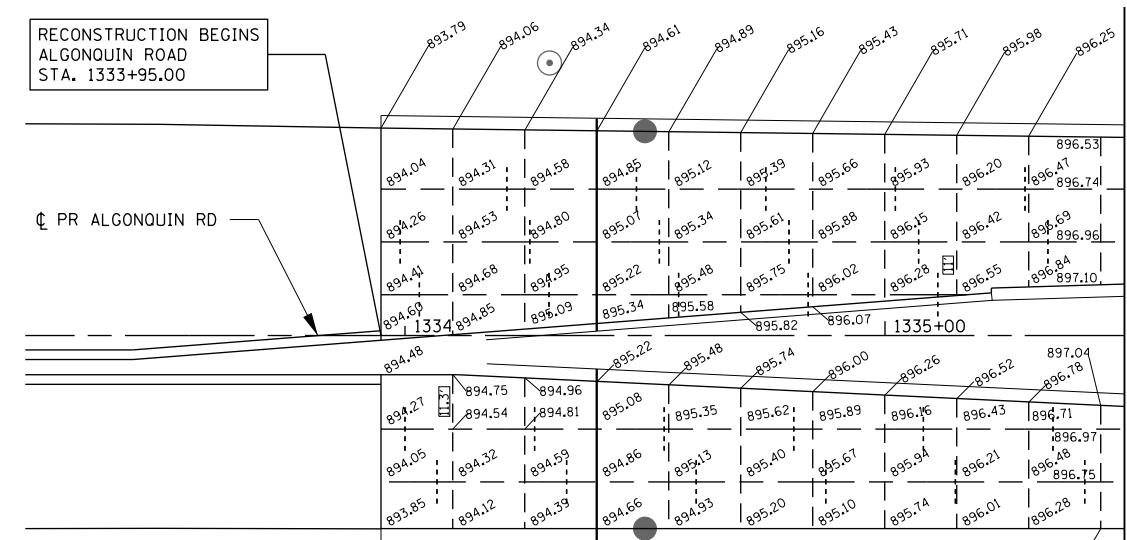 RECONSTRUCTION BEGINS
ALGONQUIN ROAD
STA. 1333+95.00
893.79 894.06 894.34 894.61 894.89 895.16 895.43 895.71 895.98 896.25
896.53
894.04 894.31 894.58 894.85 895.12 895.39 895.66 895.93 896.20 896.47
896.74
℄ PR ALGONQUIN RD
894.26 894.53 894.80 895.07 895.34 895.61 895.88 896.15 896.42 896.69
896.96
894.41 894.68 894.95 895.22 895.48 895.75 896.02 896.28 896.55 896.84
897.10
894.60 894.85 895.09 895.34 895.58
1334 895.82 896.07 1335+00
894.48 895.22 895.48 895.74 896.00 896.26 896.52 896.78 897.04
894.75 894.96
894.27 894.54 894.81 895.08 895.35 895.62 895.89 896.16 896.43 896.71
1.3'
896.97
894.05 894.32 894.59 894.86 895.13 895.40 895.67 895.94 896.21 896.48
896.75
893.85 894.12 894.39 894.66 894.93 895.20 895.10 895.74 896.01 896.28